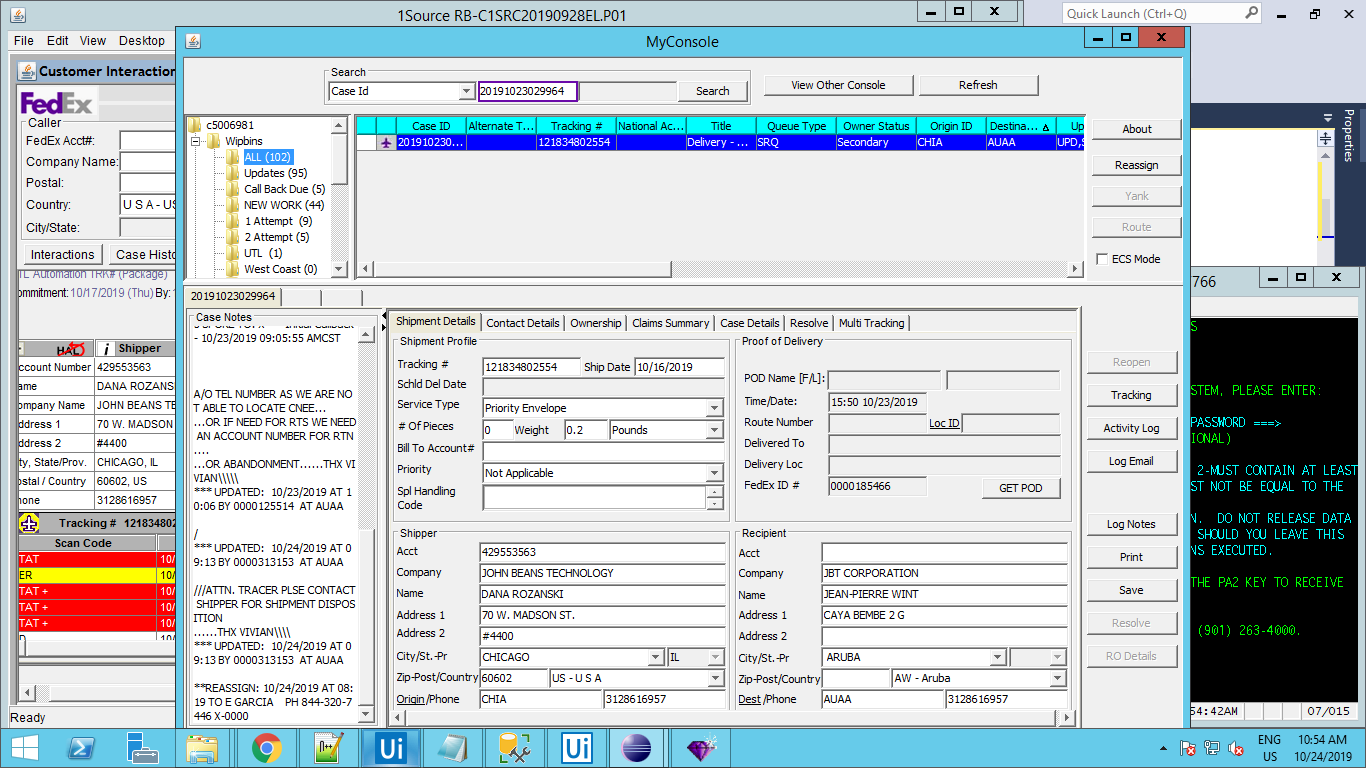 1Source RB-C1SRC20190928EL.P01
Quick Launch (Ctrl+Q)
File Edit View Desktop
MyConsole
Customer Interaction
FedEx
Caller
FedEx Acct#:
Company Name:
Postal:
Country: U S A - US
City/State:
Interactions Case Histo
TL Automation TRK# (Package)
ommitment: 10/17/2019 (Thu) By: 1
HAL i Shipper
ccount Number 429553563
ame DANA ROZANS
ompany Name JOHN BEANS TE
ddress 1 70 W. MADSON
ddress 2 #4400
ty, State/Prov. CHICAGO, IL
ostal / Country 60602, US
hone 3128616957
Tracking # 121834802
Scan Code
TAT 10/
ER 10/
TAT + 10/
TAT + 10/
TAT + 10/
Ready
Search
Case Id 20191023029964 Search
View Other Console Refresh
c5006981
Wipbins
ALL (102)
Updates (95)
Call Back Due (5)
NEW WORK (44)
1 Attempt (9)
2 Attempt (5)
UTL (1)
West Coast (0)
Case ID Alternate T... Tracking # National Ac... Title Queue Type Owner Status Origin ID Destina... Up
201910230... 121834802554 Delivery - ... SRQ Secondary CHIA AUAA UPD,S
About
Reassign
Yank
Route
ECS Mode
Properties
20191023029964
Case Notes
- 10/23/2019 09:05:55 AMCST
A/O TEL NUMBER AS WE ARE NO
T ABLE TO LOCATE CNEE...
...OR IF NEED FOR RTS WE NEED
AN ACCOUNT NUMBER FOR RTN
....
...OR ABANDONMENT......THX VI
VIAN\\\\\
*** UPDATED: 10/23/2019 AT 1
0:06 BY 0000125514 AT AUAA
/
*** UPDATED: 10/24/2019 AT 0
9:13 BY 0000313153 AT AUAA
///ATTN. TRACER PLSE CONTACT
SHIPPER FOR SHIPMENT DISPOS
ITION
......THX VIVIAN\\\\
*** UPDATED: 10/24/2019 AT 0
9:13 BY 0000313153 AT AUAA
**REASSIGN: 10/24/2019 AT 08:
19 TO E GARCIA PH 844-320-7
446 X-0000
Shipment Details Contact Details Ownership Claims Summary Case Details Resolve Multi Tracking
Shipment Profile
Tracking # 121834802554 Ship Date 10/16/2019
Schld Del Date
Service Type Priority Envelope
# Of Pieces 0 Weight 0.2 Pounds
Bill To Account#
Priority Not Applicable
Spl Handling
Code
Proof of Delivery
POD Name [F/L]:
Time/Date: 15:50 10/23/2019
Route Number Loc ID
Delivered To
Delivery Loc
FedEx ID # 0000185466 GET POD
Shipper
Acct 429553563
Company JOHN BEANS TECHNOLOGY
Name DANA ROZANSKI
Address 1 70 W. MADSON ST.
Address 2 #4400
City/St.-Pr CHICAGO IL
Zip-Post/Country 60602 US - U S A
Origin/Phone CHIA 3128616957
Recipient
Acct
Company JBT CORPORATION
Name JEAN-PIERRE WINT
Address 1 CAYA BEMBE 2 G
Address 2
City/St.-Pr ARUBA
Zip-Post/Country AW - Aruba
Dest/Phone AUAA 3128616957
Reopen
Tracking
Activity Log
Log Email
Log Notes
Print
Save
Resolve
RO Details
766
S
STEM, PLEASE ENTER:
PASSWORD ===>
IONAL)
2-MUST CONTAIN AT LEAST
ST NOT BE EQUAL TO THE
N. DO NOT RELEASE DATA
SHOULD YOU LEAVE THIS
NS EXECUTED.
THE PA2 KEY TO RECEIVE
(901) 263-4000.
54:42AM 07/015
Ui
Ui
ENG
US
10:54 AM
10/24/2019